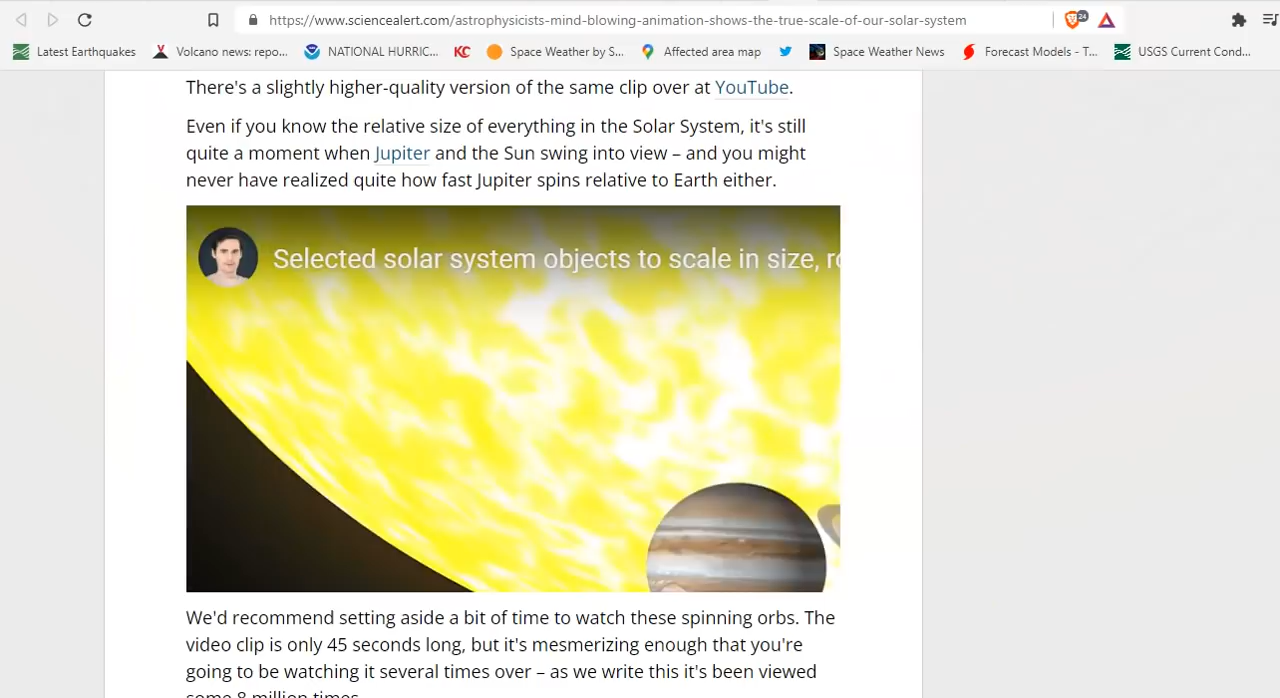 https://www.sciencealert.com/astrophysicists-mind-blowing-animation-shows-the-true-scale-of-our-solar-system
24
Latest Earthquakes Volcano news: repo... NATIONAL HURRIC... KC Space Weather by S... Affected area map Space Weather News Forecast Models - T... USGS Current Cond...
There's a slightly higher-quality version of the same clip over at YouTube.
Even if you know the relative size of everything in the Solar System, it's still
quite a moment when Jupiter and the Sun swing into view – and you might
never have realized quite how fast Jupiter spins relative to Earth either.
Selected solar system objects to scale in size, ro
We'd recommend setting aside a bit of time to watch these spinning orbs. The
video clip is only 45 seconds long, but it's mesmerizing enough that you're
going to be watching it several times over – as we write this it's been viewed
some 8 million times.